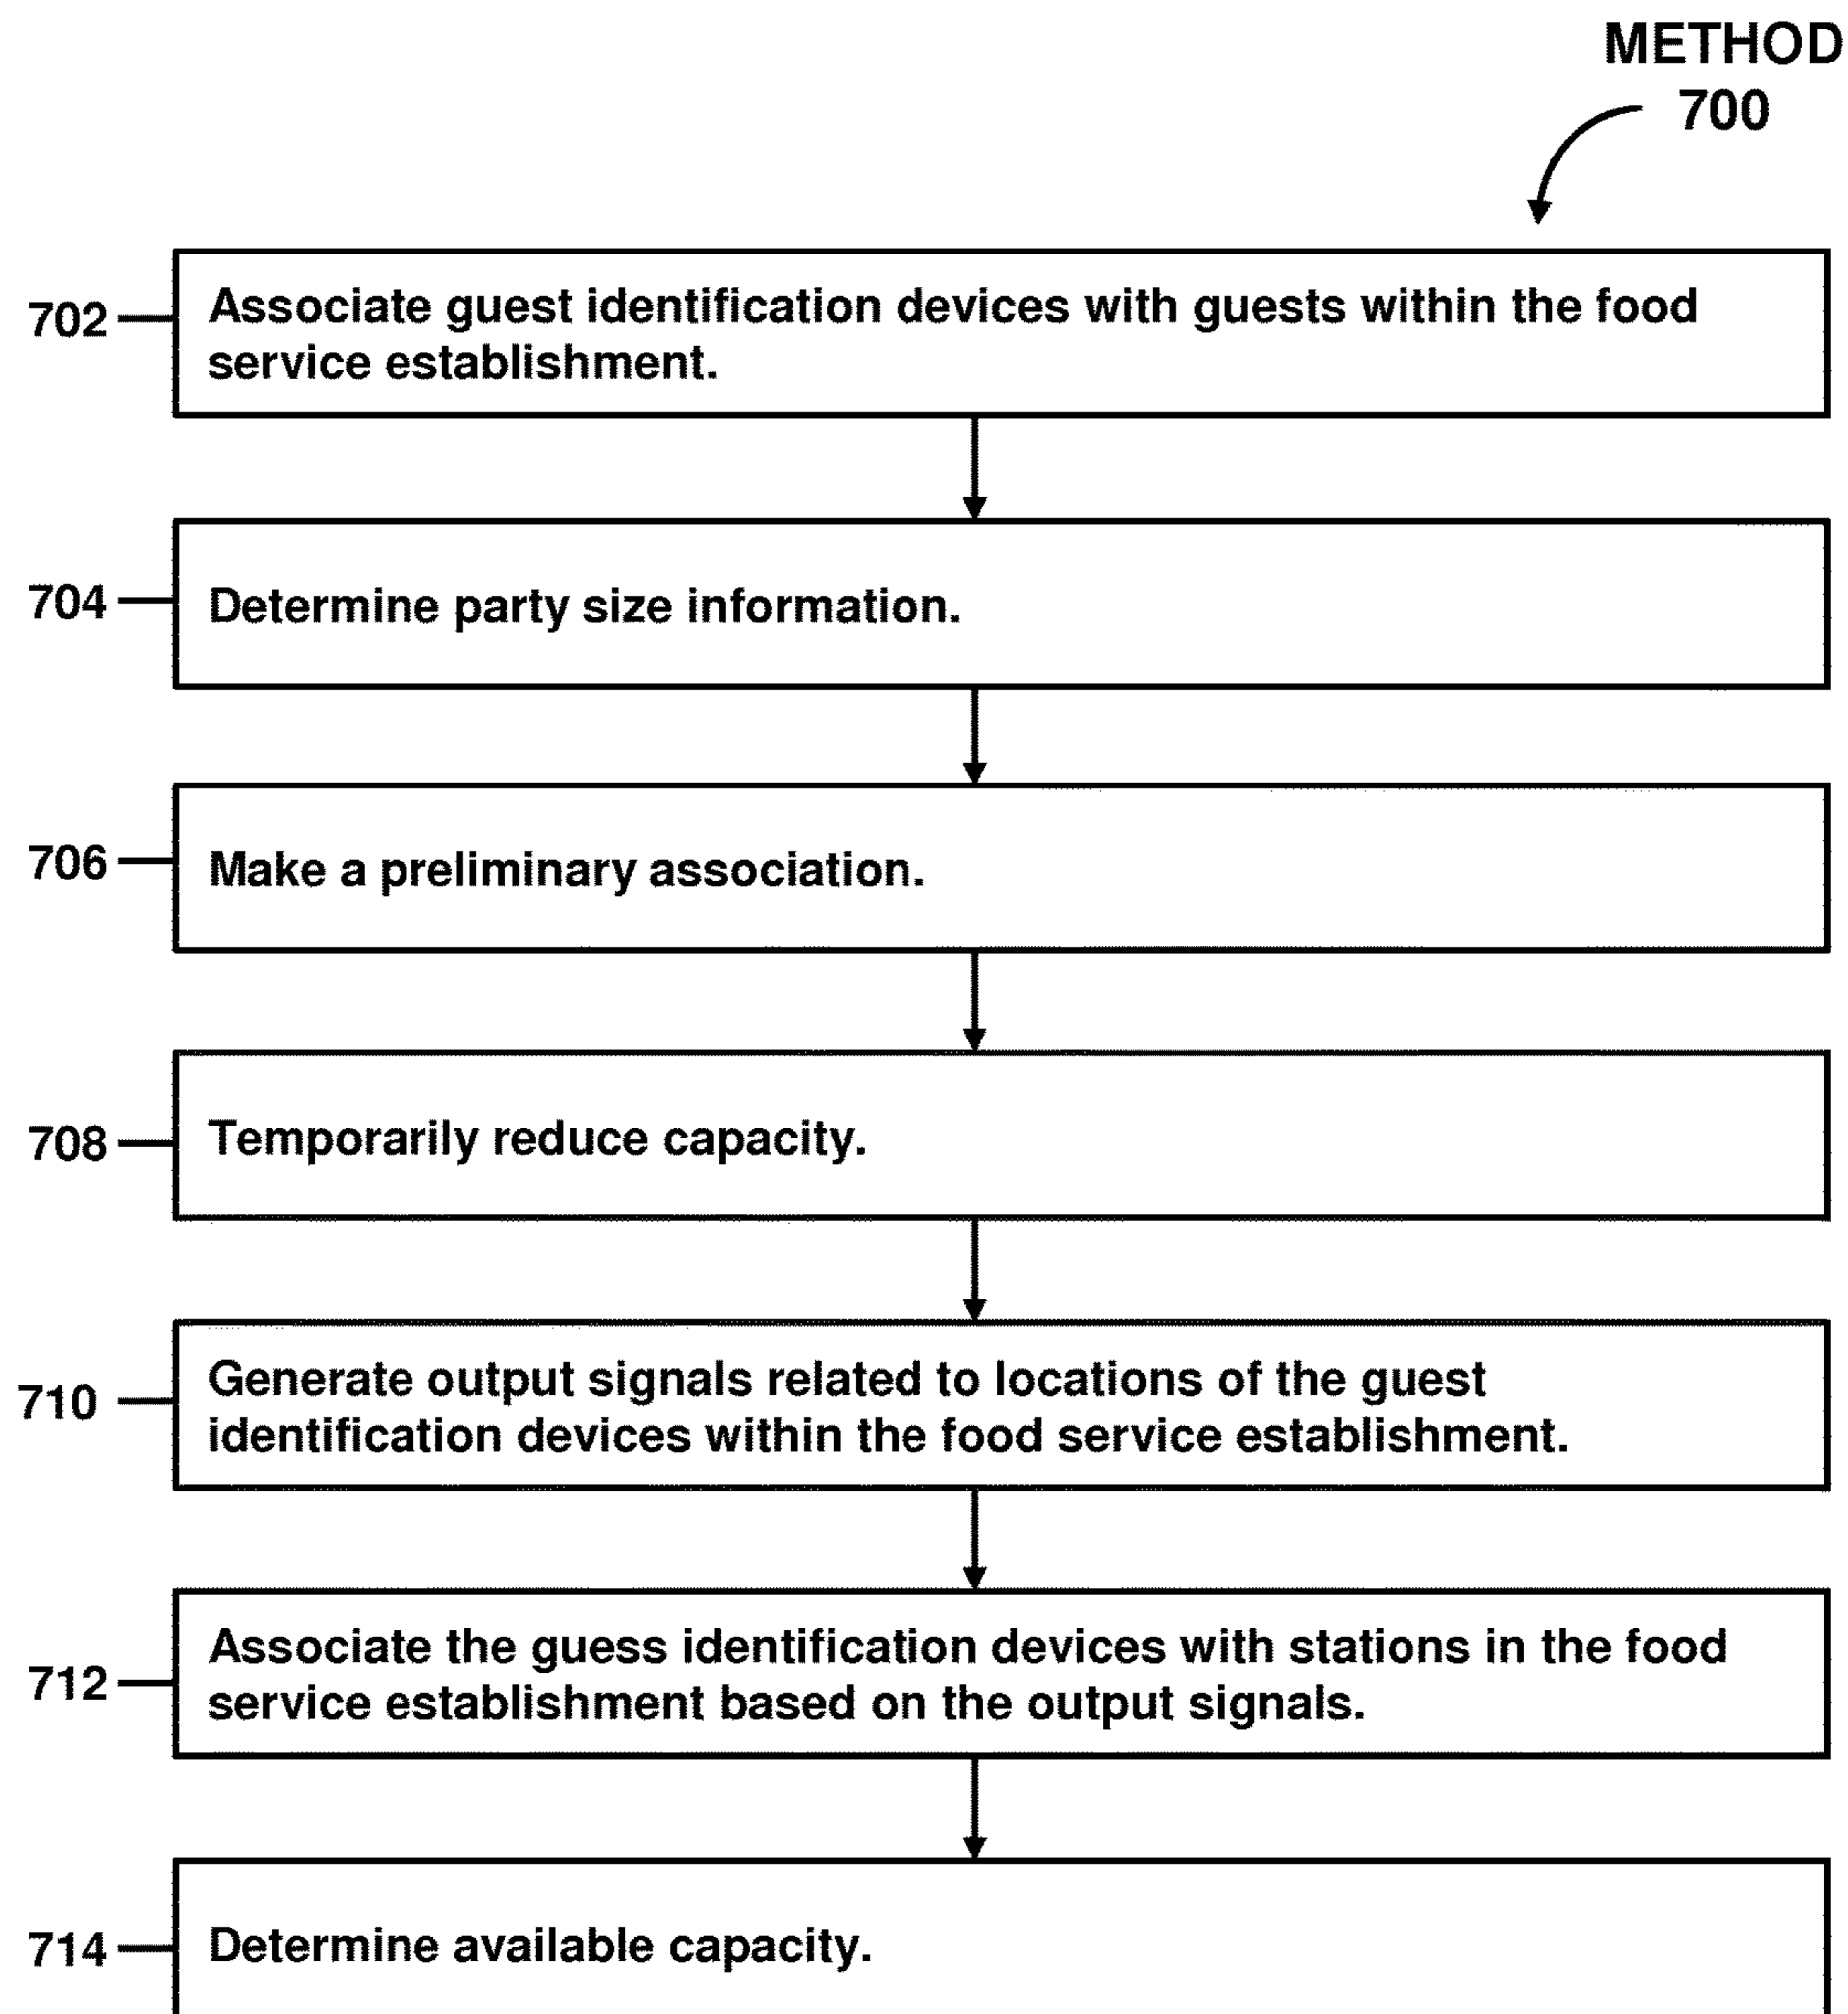 METHOD
700
702
Associate guest identification devices with guests within the food
service establishment.
704
Determine party size information.
706
Make a preliminary association.
708
Temporarily reduce capacity.
710
Generate output signals related to locations of the guest
identification devices within the food service establishment.
712
Associate the guess identification devices with stations in the food
service establishment based on the output signals.
714
Determine available capacity.